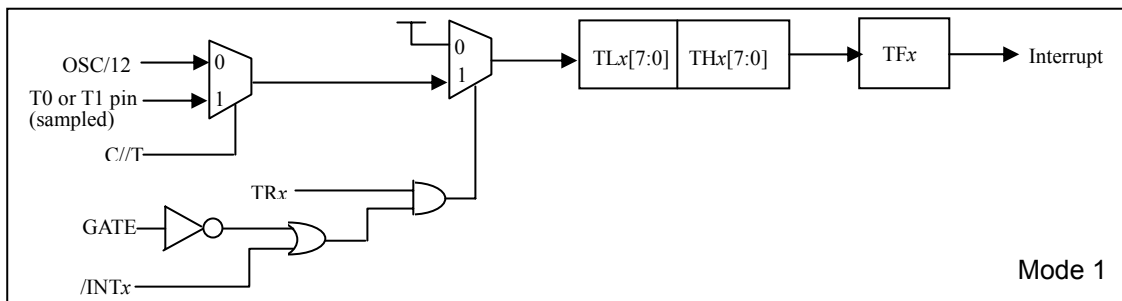 0
OSC/12
0
TLx[7:0] THx[7:0]
TFx
Interrupt
1
T0 or T1 pin
(sampled)
1
C//T
TRx
GATE
/INTx
Mode 1